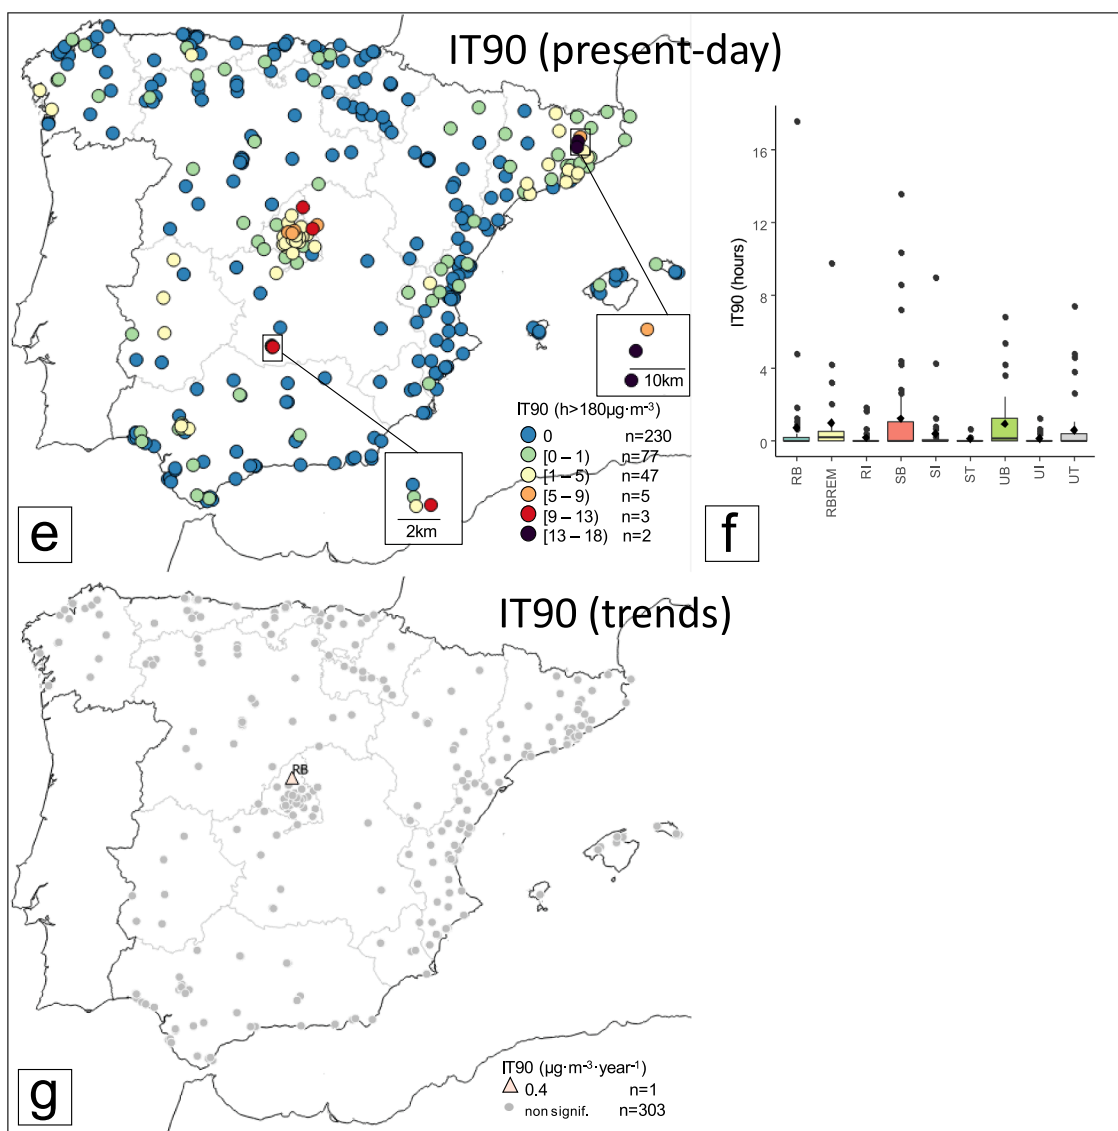 IT90 (present-day)
10km
IT90 (h>180µg·m-3)
0 n=230
[0 – 1) n=77
[1 – 5) n=47
[5 – 9) n=5
[9 – 13) n=3
[13 – 18) n=2
2km
e
IT90 (hours)
16
12
8
4
0
RB
RBREM
RI
SB
SI
ST
UB
UI
UT
f
IT90 (trends)
RB
IT90 (µg·m-3·year-1)
0.4 n=1
non signif. n=303
g